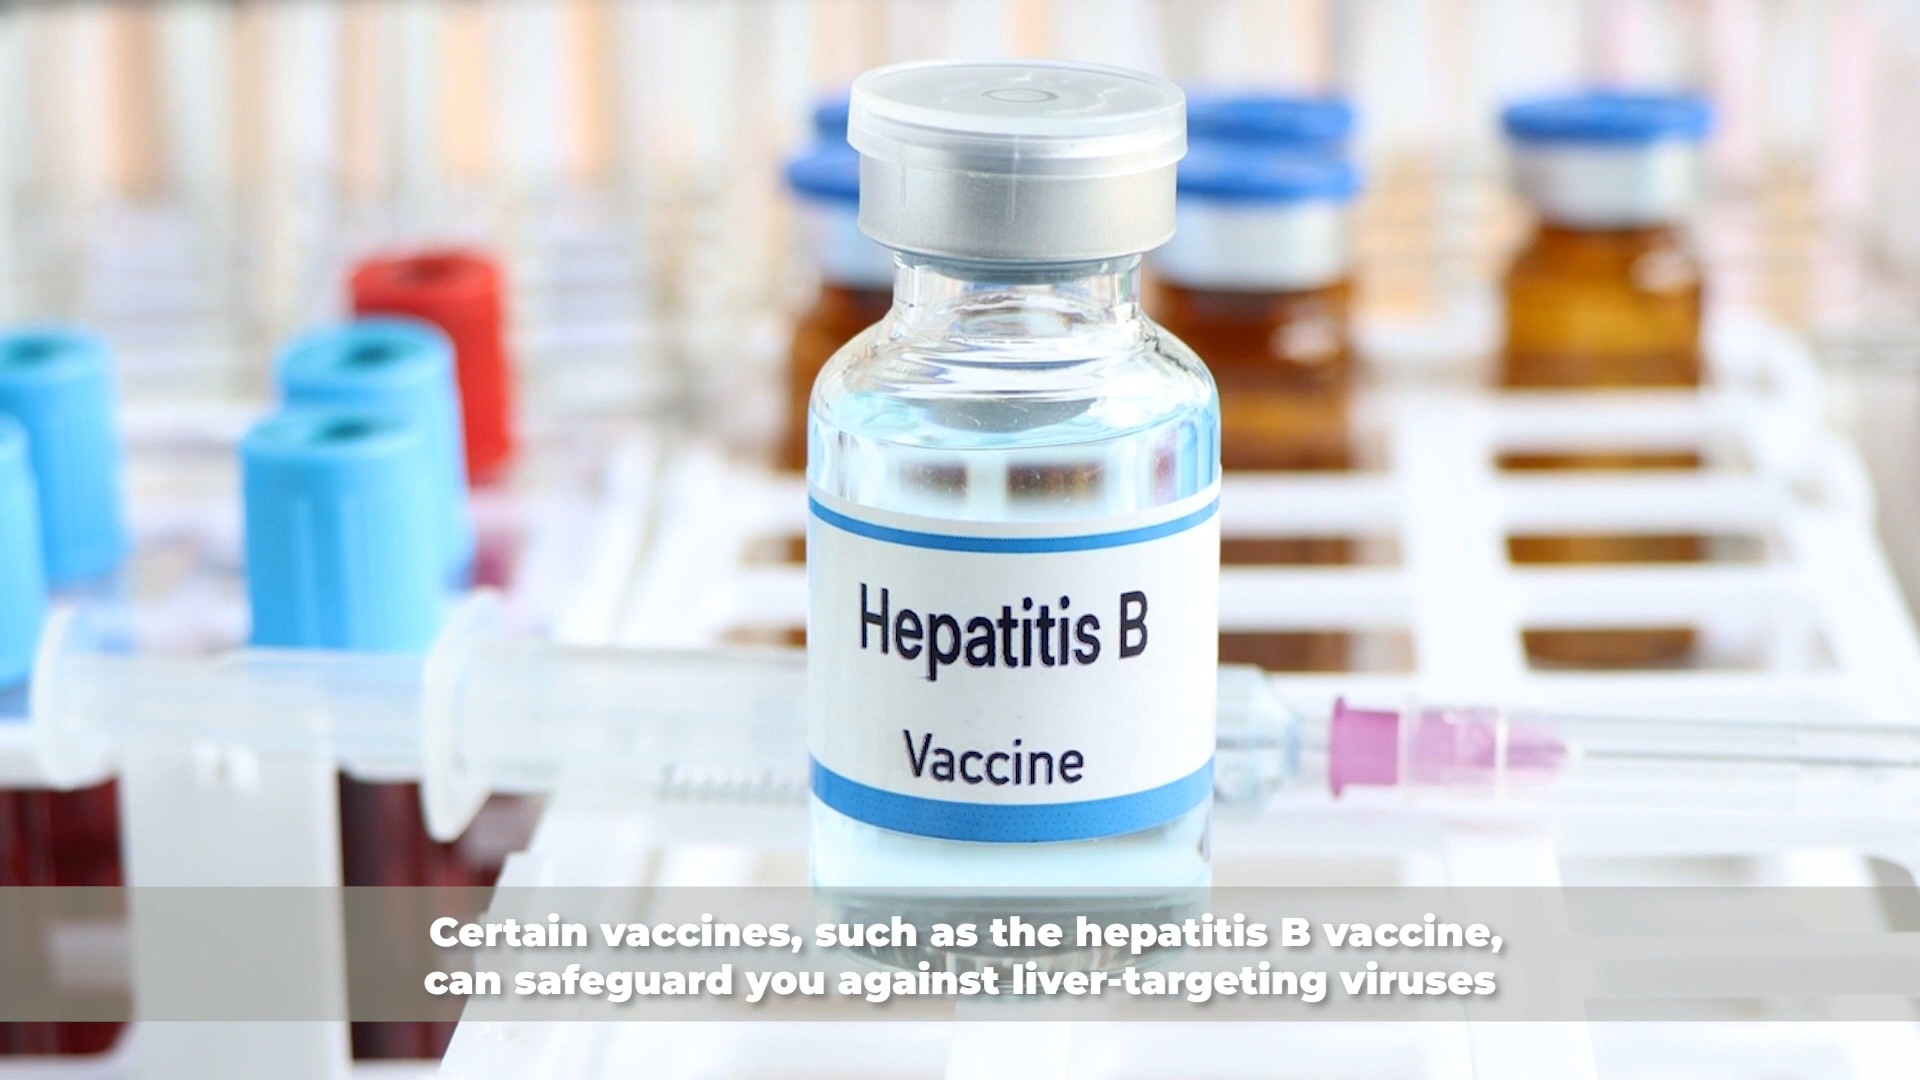 Hepatitis B
Vaccine
Certain vaccines, such as the hepatitis B vaccine,
can safeguard you against liver-targeting viruses